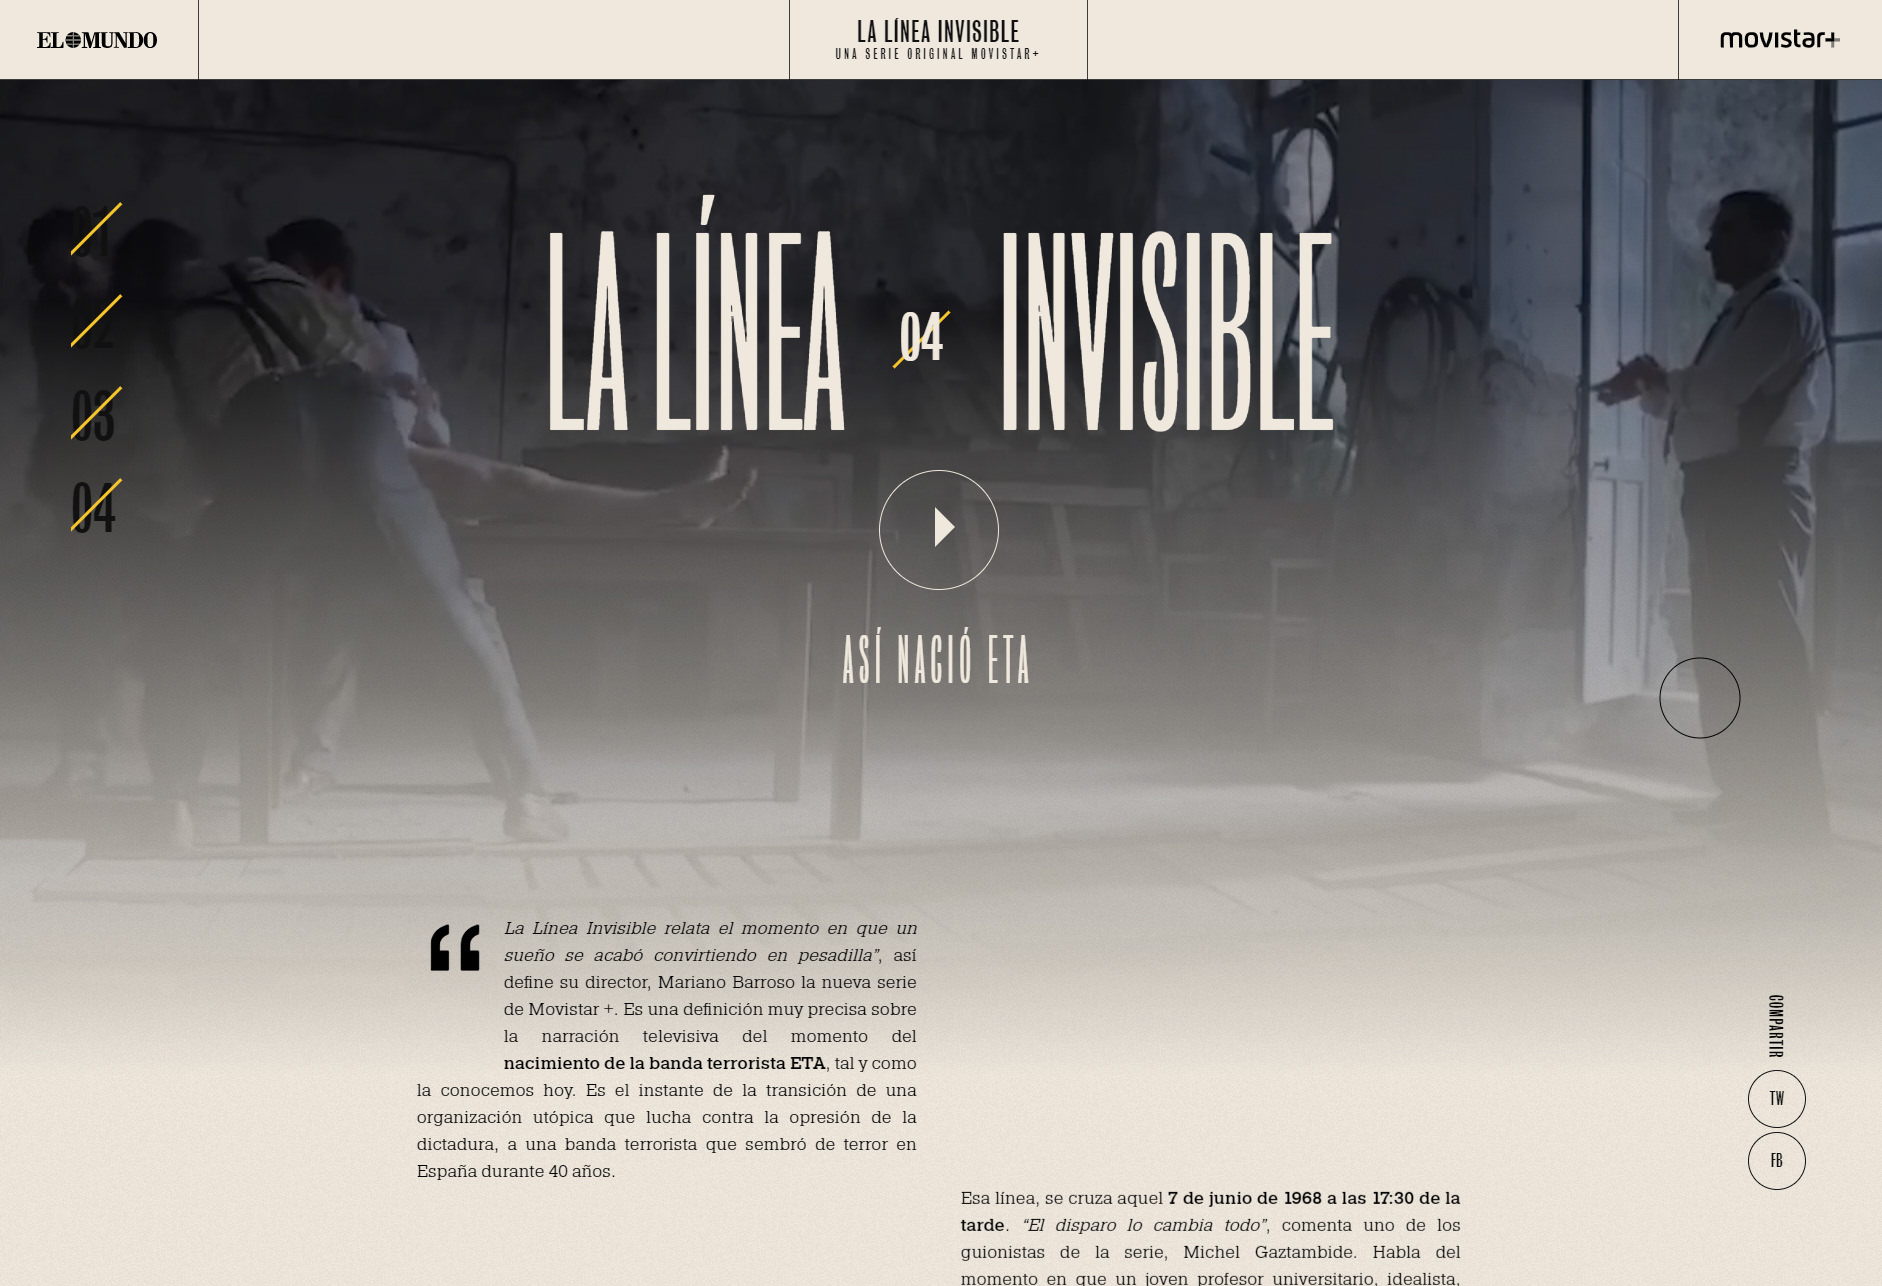 EL MUNDO
LA LÍNEA INVISIBLE
UNA SERIE ORIGINAL MOVISTAR+
movistar+
01
02
03
04
LA LÍNEA 04 INVISIBLE
ASÍ NACIÓ ETA
“ La Línea Invisible relata el momento en que un
sueño se acabó convirtiendo en pesadilla”, así
define su director, Mariano Barroso la nueva serie
de Movistar +. Es una definición muy precisa sobre
la narración televisiva del momento del
nacimiento de la banda terrorista ETA, tal y como
la conocemos hoy. Es el instante de la transición de una
organización utópica que lucha contra la opresión de la
dictadura, a una banda terrorista que sembró de terror en
España durante 40 años.
COMPARTIR
TW
FB
Esa línea, se cruza aquel 7 de junio de 1968 a las 17:30 de la
tarde. “El disparo lo cambia todo”, comenta uno de los
guionistas de la serie, Michel Gaztambide. Habla del
momento en que un joven profesor universitario, idealista,